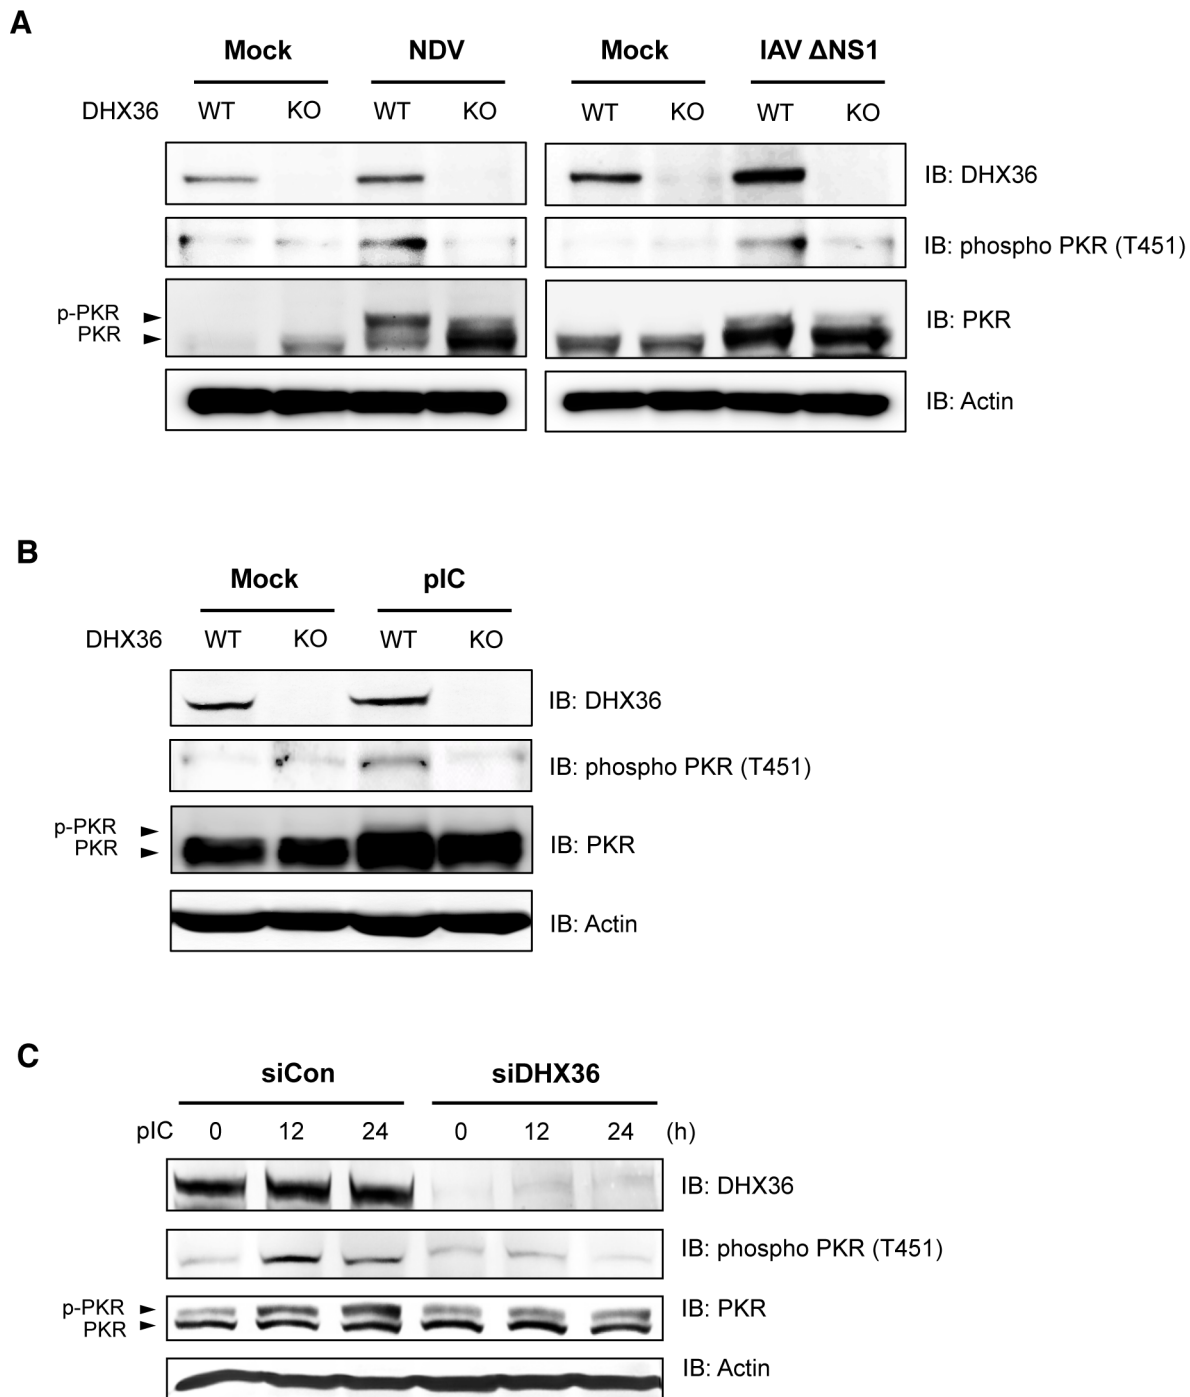 A
Mock NDV Mock IAV ΔNS1
DHX36 WT KO WT KO WT KO WT KO
IB: DHX36
IB: phospho PKR (T451)
p-PKR
PKR
IB: PKR
IB: Actin
B
Mock pIC
DHX36 WT KO WT KO
IB: DHX36
IB: phospho PKR (T451)
p-PKR
PKR
IB: PKR
IB: Actin
C
siCon siDHX36
pIC 0 12 24 0 12 24 (h)
IB: DHX36
IB: phospho PKR (T451)
p-PKR
PKR
IB: PKR
IB: Actin